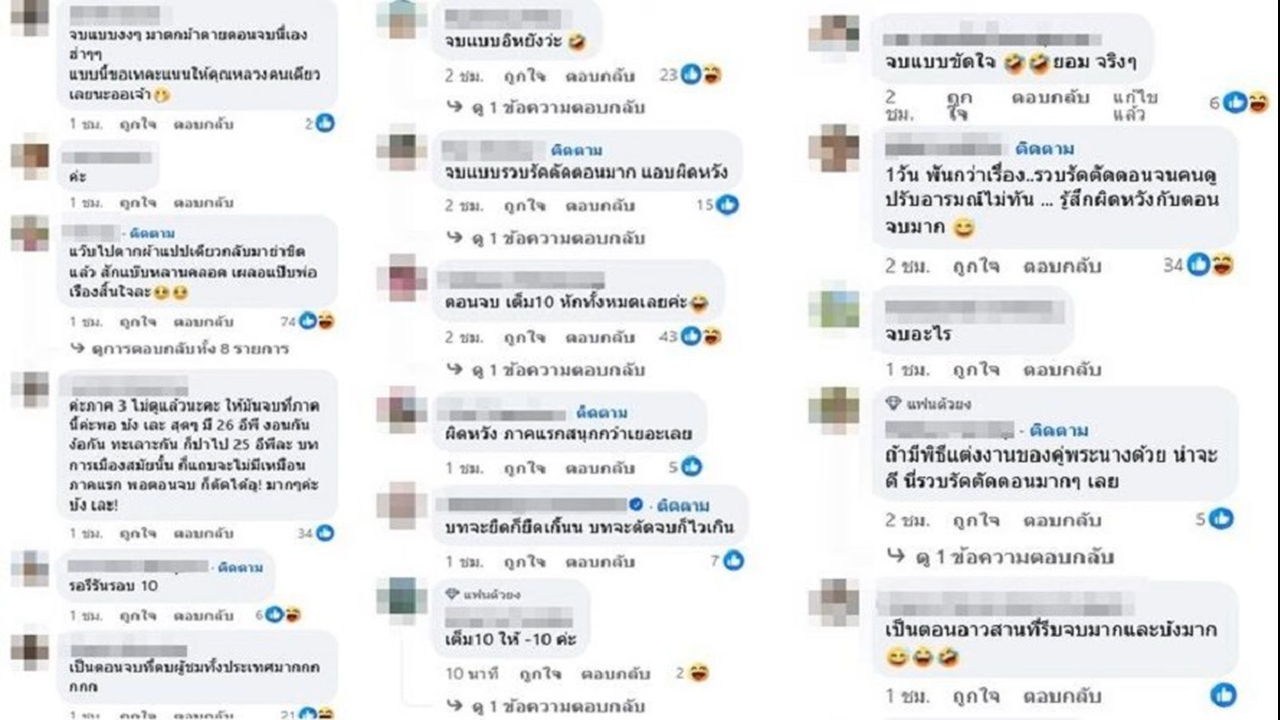 จบแบบงงๆ มาตกม้าตายตอนจบนี่เอง
ฮ่าๆๆ
แบบนี้ขอเทคะแนนให้คุณหลวงคนเดียว
เลยนะออเจ้า🤭
1 ชม. ถูกใจ ตอบกลับ 2
ค่ะ
1 ชม. ถูกใจ ตอบกลับ
· ติดตาม
แว๊บไปตากผ้าแปปเดียวกลับมาย่าชิด
แล้ว สักแป๊บหลานคลอด เผลอแป๊บพ่อ
เรืองสิ้นใจละ🥹🥹
1 ชม. ถูกใจ ตอบกลับ 74
ดูการตอบกลับทั้ง 8 รายการ
ค่ะภาค 3 ไม่ดูแล้วนะคะ ให้มันจบที่ภาค
นี้ค่ะพอ บ้ง เละ สุดๆ มี 26 อีพี งอนกัน
ง้อกัน ทะเลาะกัน ก็ปาไป 25 อีพีละ บท
การเมืองสมัยนั้น ก็แถบจะไม่มีเหมือน
ภาคแรก พอตอนจบ ก็ตัดได้อุ! มากๆค่ะ
บ้ง เละ!
1 ชม. ถูกใจ ตอบกลับ 34
· ติดตาม
รอรีรันรอบ 10
1 ชม. ถูกใจ ตอบกลับ 6
เป็นตอนจบที่ตบผู้ชมทั้งประเทศมากกก
กกก
1 ชม. ถูกใจ ตอบกลับ 21
จบแบบอิหยังว่ะ 🤣
2 ชม. ถูกใจ ตอบกลับ 23
ดู 1 ข้อความตอบกลับ
ติดตาม
จบแบบรวบรัดตัดตอนมาก แอบผิดหวัง
2 ชม. ถูกใจ ตอบกลับ 15
ดู 1 ข้อความตอบกลับ
ตอนจบ เต็ม10 หักทั้งหมดเลยค่ะ😂
2 ชม. ถูกใจ ตอบกลับ 43
ดู 1 ข้อความตอบกลับ
ติดตาม
ผิดหวัง ภาคแรกสนุกกว่าเยอะเลย
1 ชม. ถูกใจ ตอบกลับ 5
· ติดตาม
บทจะยืดก็ยืดเกิ๊นน บทจะตัดจบก็ไวเกิน
1 ชม. ถูกใจ ตอบกลับ 7
แฟนตัวยง
เต็ม10 ให้ -10 ค่ะ
10 นาที ถูกใจ ตอบกลับ 2
ดู 1 ข้อความตอบกลับ
จบแบบขัดใจ 🤣🤣ยอม จริงๆ
2 ชม. ถูกใจ ตอบกลับ แก้ไขแล้ว 6
ติดตาม
1วัน พันกว่าเรื่อง..รวบรัดตัดตอนจนคนดู
ปรับอารมณ์ไม่ทัน ... รู้สึกผิดหวังกับตอน
จบมาก 😅
2 ชม. ถูกใจ ตอบกลับ 34
จบอะไร
1 ชม. ถูกใจ ตอบกลับ
แฟนตัวยง
· ติดตาม
ถ้ามีพิธีแต่งงานของคู่พระนางด้วย น่าจะ
ดี นี่รวบรัดตัดตอนมากๆ เลย
2 ชม. ถูกใจ ตอบกลับ 5
ดู 1 ข้อความตอบกลับ
เป็นตอนอาวสานที่รีบจบมากและบ้งมาก
😅😂🤣
1 ชม. ถูกใจ ตอบกลับ